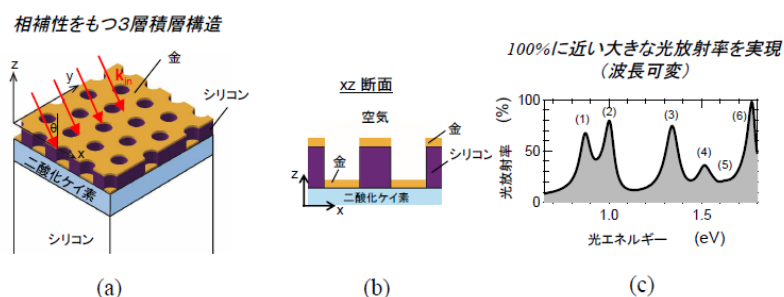 相補性をもつ3層積層構造
z
y
k in
金
シリコン
θ
x
二酸化ケイ素
シリコン
(a)
xz 断面
空気
金
金
シリコン
z
二酸化ケイ素
x
(b)
100%に近い大きな光放射率を実現
(波長可変)
(%)
100
光放射率
50
0
(1)
(2)
(3)
(4)
(5)
(6)
1.0
1.5
光エネルギー (eV)
(c)